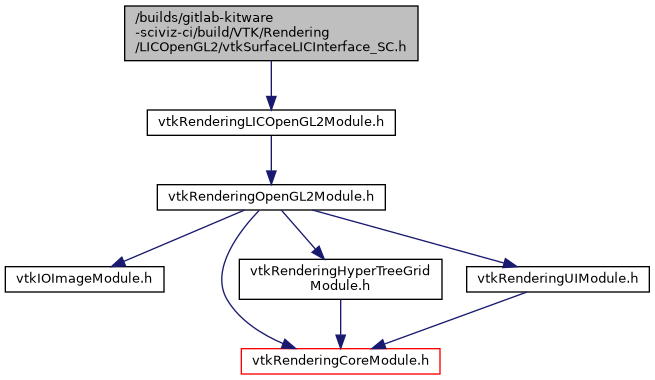 /builds/gitlab-kitware
-sciviz-ci/build/VTK/Rendering
/LICOpenGL2/vtkSurfaceLICInterface_SC.h
vtkRenderingLICOpenGL2Module.h
vtkRenderingOpenGL2Module.h
vtkIOImageModule.h
vtkRenderingHyperTreeGrid
Module.h
vtkRenderingUIModule.h
vtkRenderingCoreModule.h